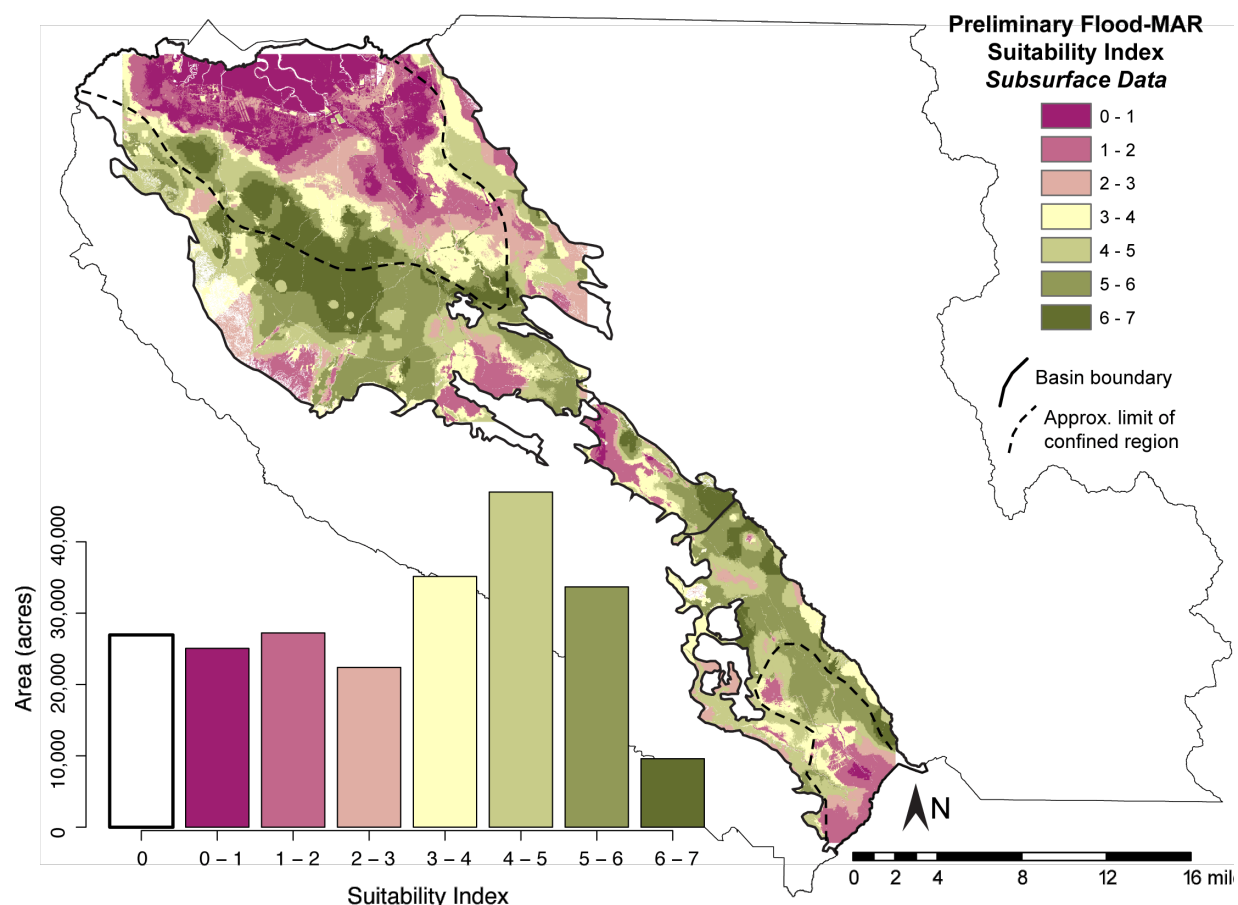 Preliminary Flood-MAR
Suitability Index
Subsurface Data
0 - 1
1 - 2
2 - 3
3 - 4
4 - 5
5 - 6
6 - 7
Basin boundary
Approx. limit of
confined region
Area (acres)
40,000
30,000
20,000
10,000
0
0
0 – 1
1 – 2
2 – 3
3 – 4
4 – 5
5 – 6
6 – 7
Suitability Index
N
0 2 4 8 12 16 mile